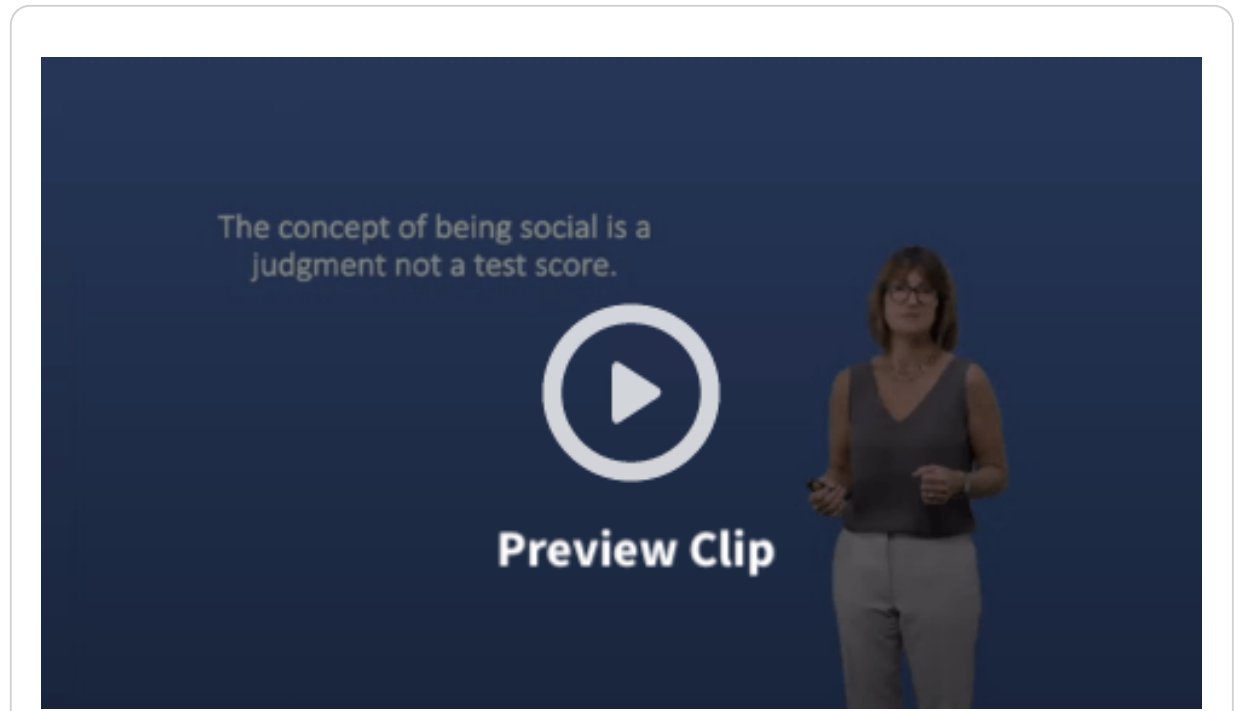 The concept of being social is a
judgment not a test score.
Preview Clip